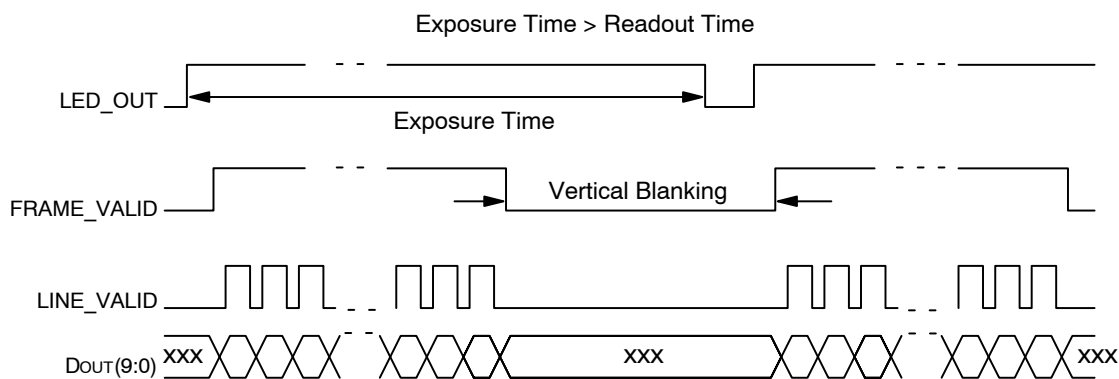 Exposure Time > Readout Time
LED_OUT
Exposure Time
FRAME_VALID
Vertical Blanking
LINE_VALID
DOUT(9:0)
XXX
XXX
XXX